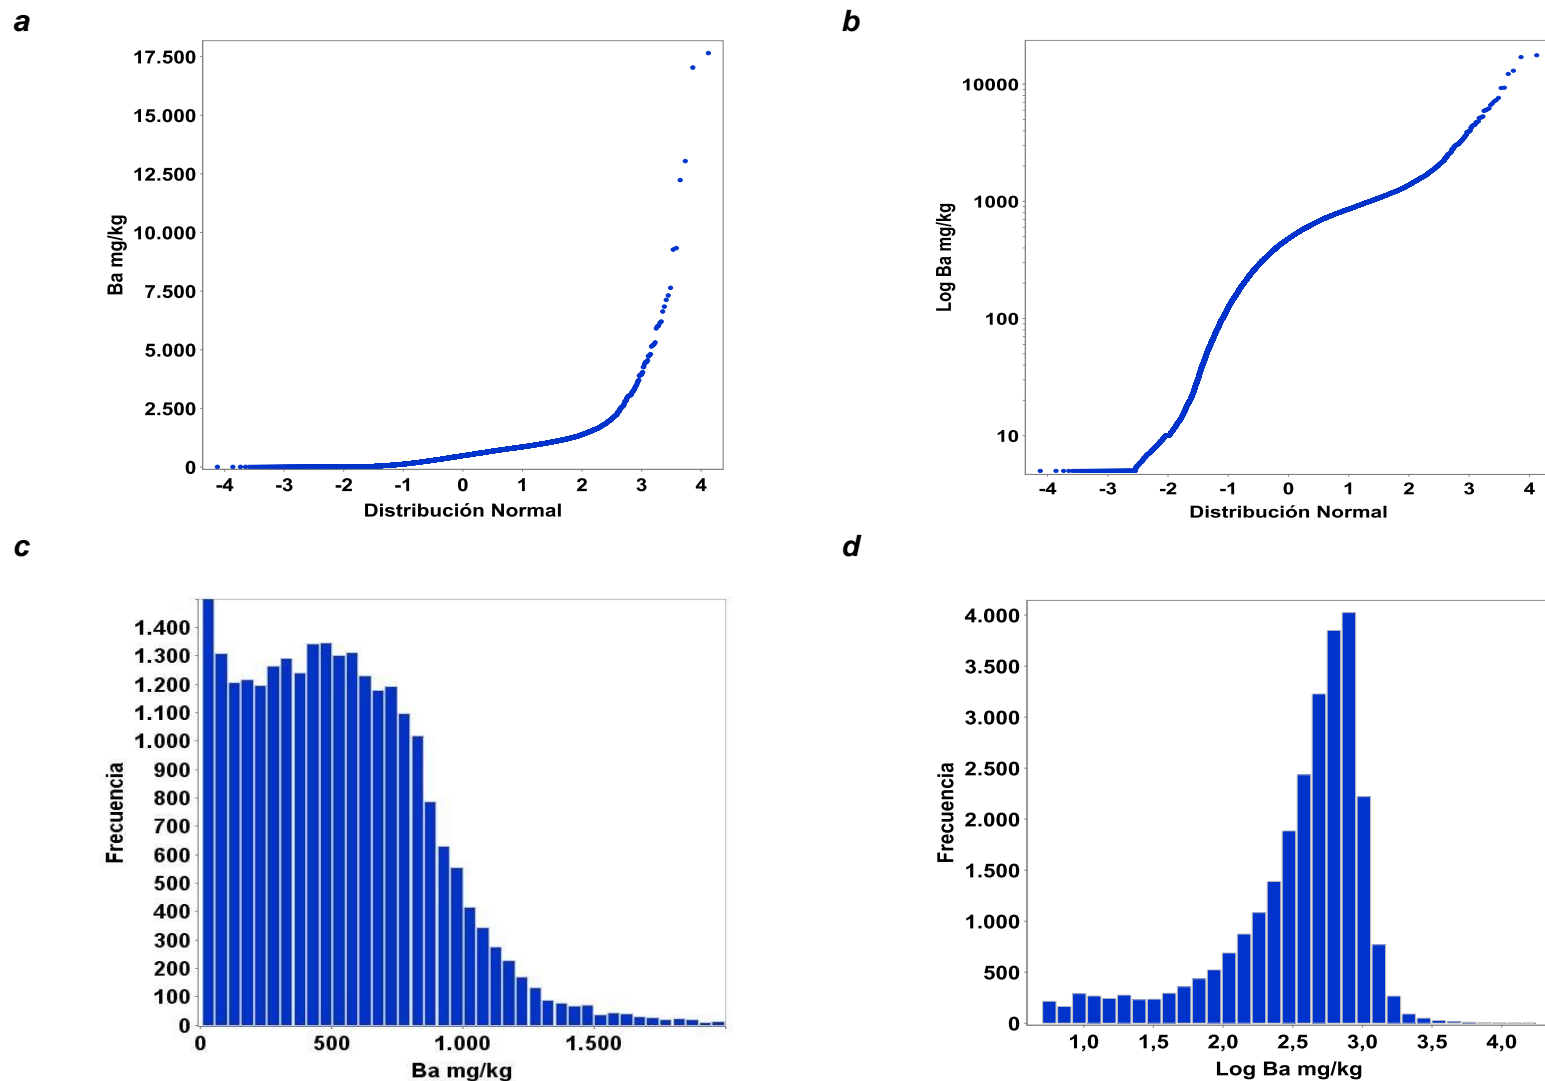 a
17.500
15.000
12.500
10.000
7.500
5.000
2.500
0
Ba mg/kg
-4 -3 -2 -1 0 1 2 3 4
Distribución Normal
b
10000
1000
100
10
Log Ba mg/kg
-4 -3 -2 -1 0 1 2 3 4
Distribución Normal
c
1.400
1.300
1.200
1.100
1.000
900
800
700
600
500
400
300
200
100
0
Frecuencia
0 500 1.000 1.500
Ba mg/kg
d
4.000
3.500
3.000
2.500
2.000
1.500
1.000
500
0
Frecuencia
1,0 1,5 2,0 2,5 3,0 3,5 4,0
Log Ba mg/kg